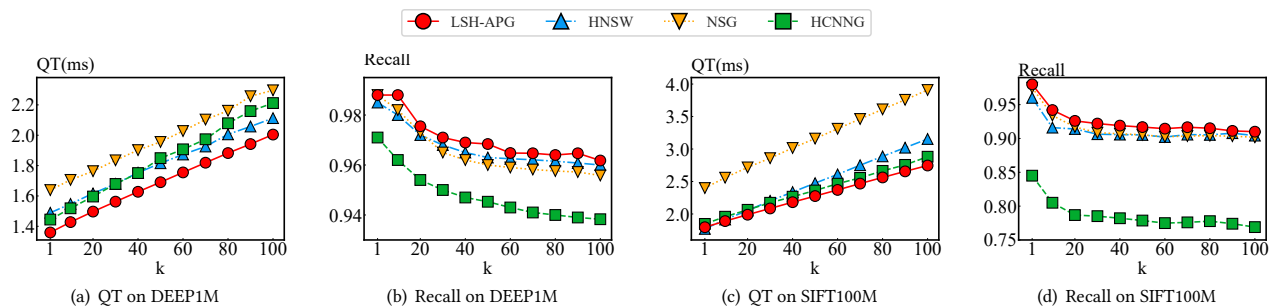 LSH-APG HNSW NSG HCNNG
QT(ms)
2.2
2.0
1.8
1.6
1.4
1 20 40 60 80 100
k
(a) QT on DEEP1M
Recall
0.98
0.96
0.94
1 20 40 60 80 100
k
(b) Recall on DEEP1M
QT(ms)
4.0
3.5
3.0
2.5
2.0
1 20 40 60 80 100
k
(c) QT on SIFT100M
Recall
0.95
0.90
0.85
0.80
0.75
1 20 40 60 80 100
k
(d) Recall on SIFT100M